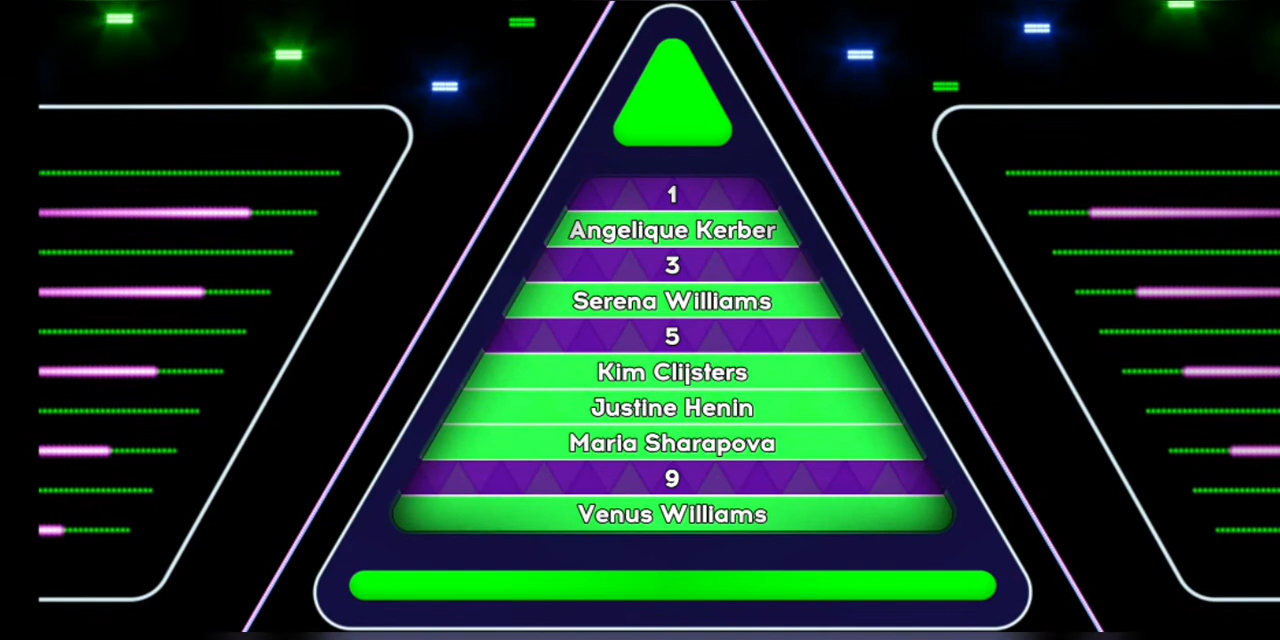 1
Angelique Kerber
3
Serena Williams
5
Kim Clijsters
Justine Henin
Maria Sharapova
9
Venus Williams